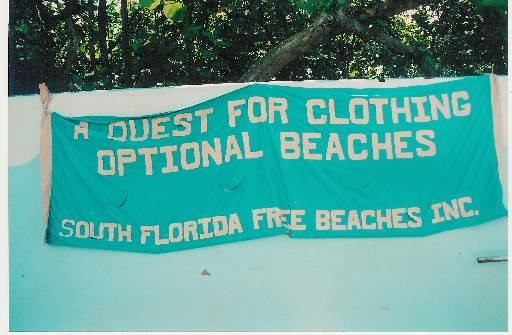 A QUEST FOR CLOTHING
OPTIONAL BEACHES
SOUTH FLORIDA FREE BEACHES INC.